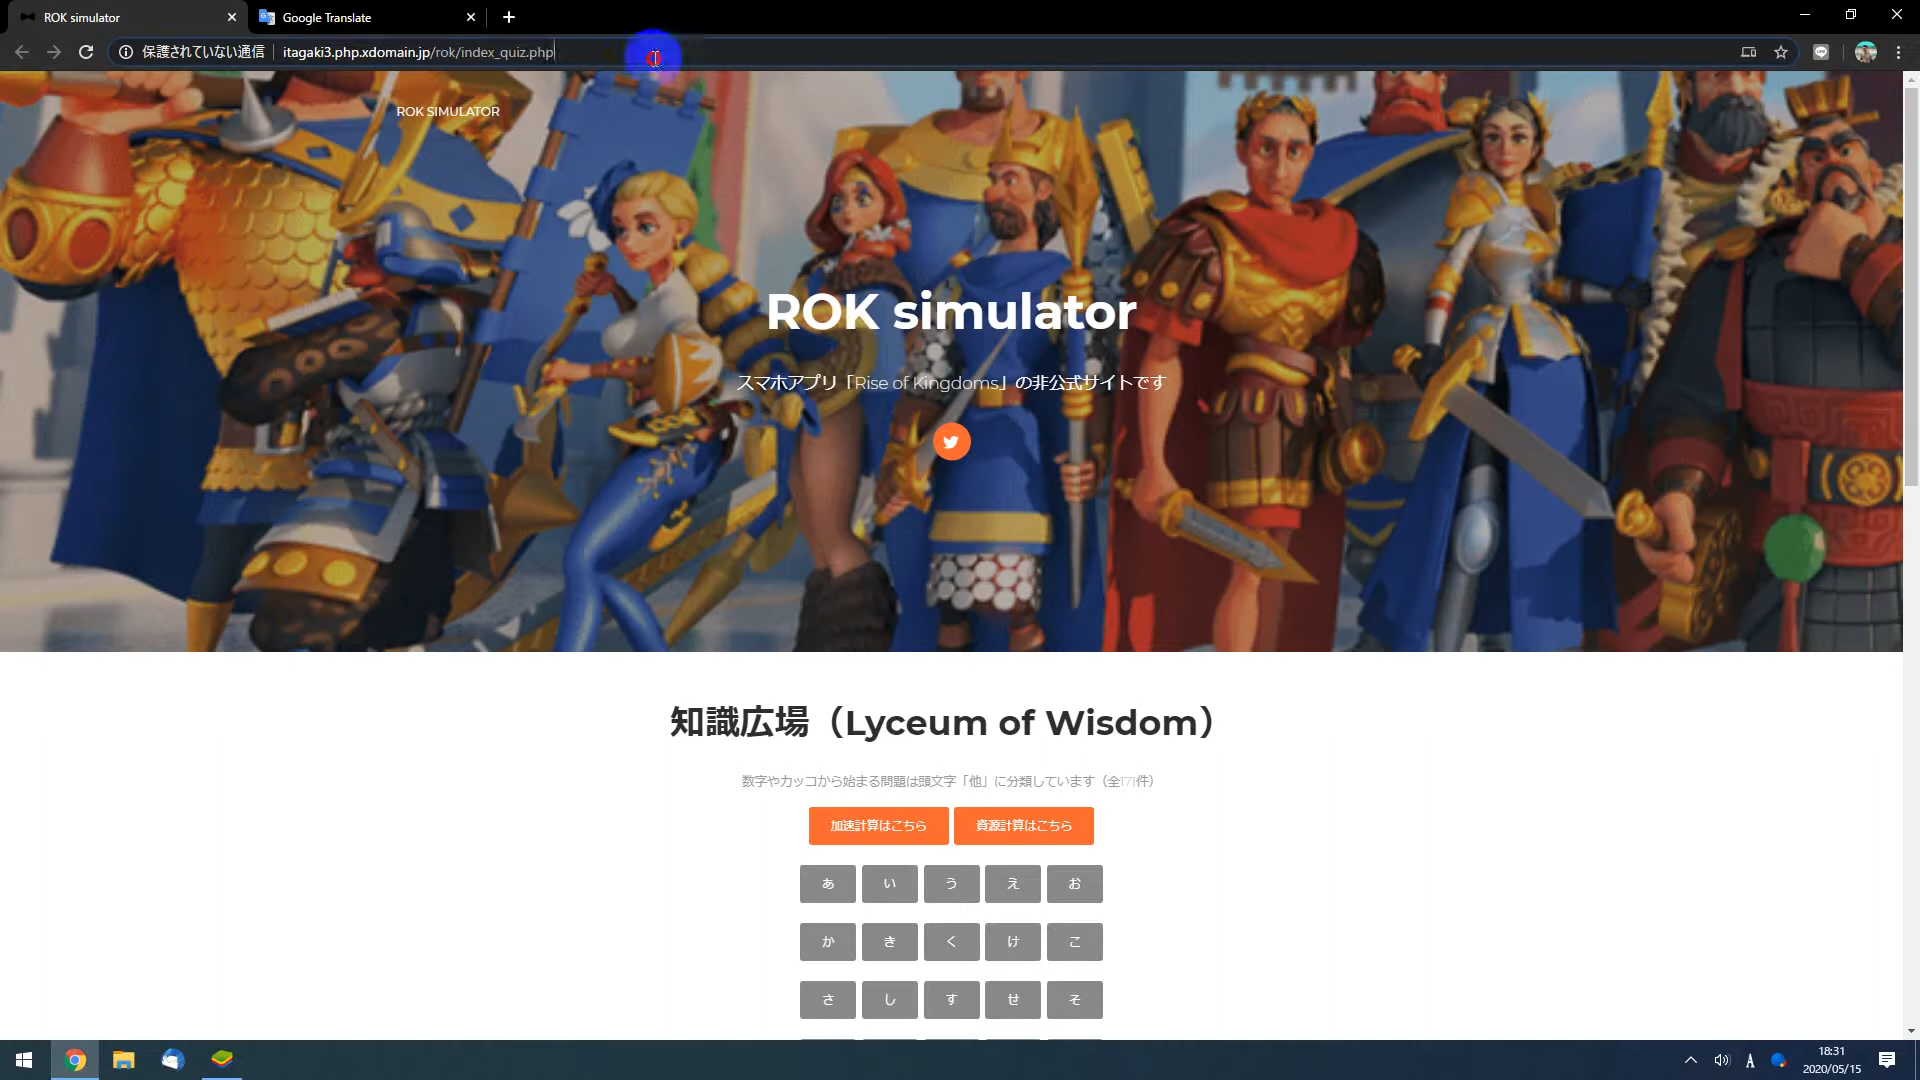 ROK simulator
Google Translate
保護されていない通信 itagaki3.php.xdomain.jp/rok/index_quiz.php
ROK SIMULATOR
ROK simulator
スマホアプリ「Rise of Kingdoms」の非公式サイトです
知識広場（Lyceum of Wisdom）
数字やカッコから始まる問題は頭文字「他」に分類しています（全171件）
加速計算はこちら 資源計算はこちら
あ い う え お
か き く け こ
さ し す せ そ
A
18:31
2020/05/15